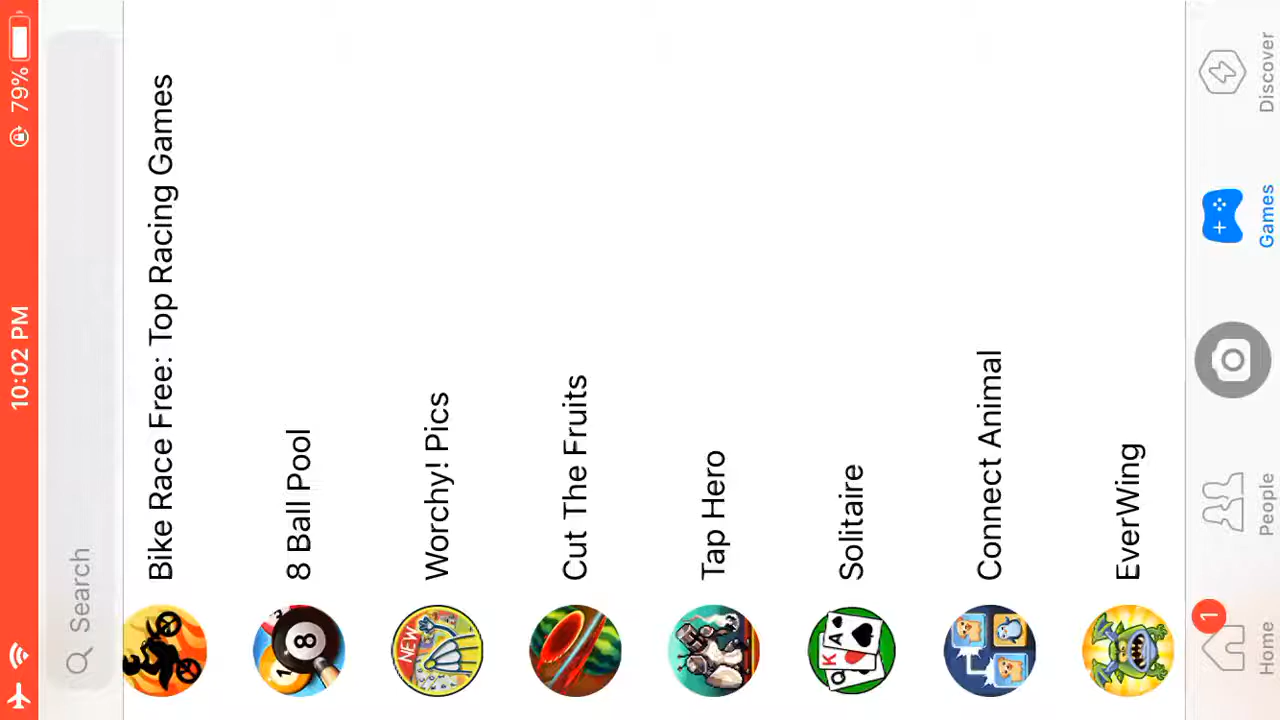 10:02 PM
79%
Search
Bike Race Free: Top Racing Games
8 Ball Pool
NEW
Worchy! Pics
Cut The Fruits
Tap Hero
Solitaire
Connect Animal
EverWing
1
Home
People
Games
Discover